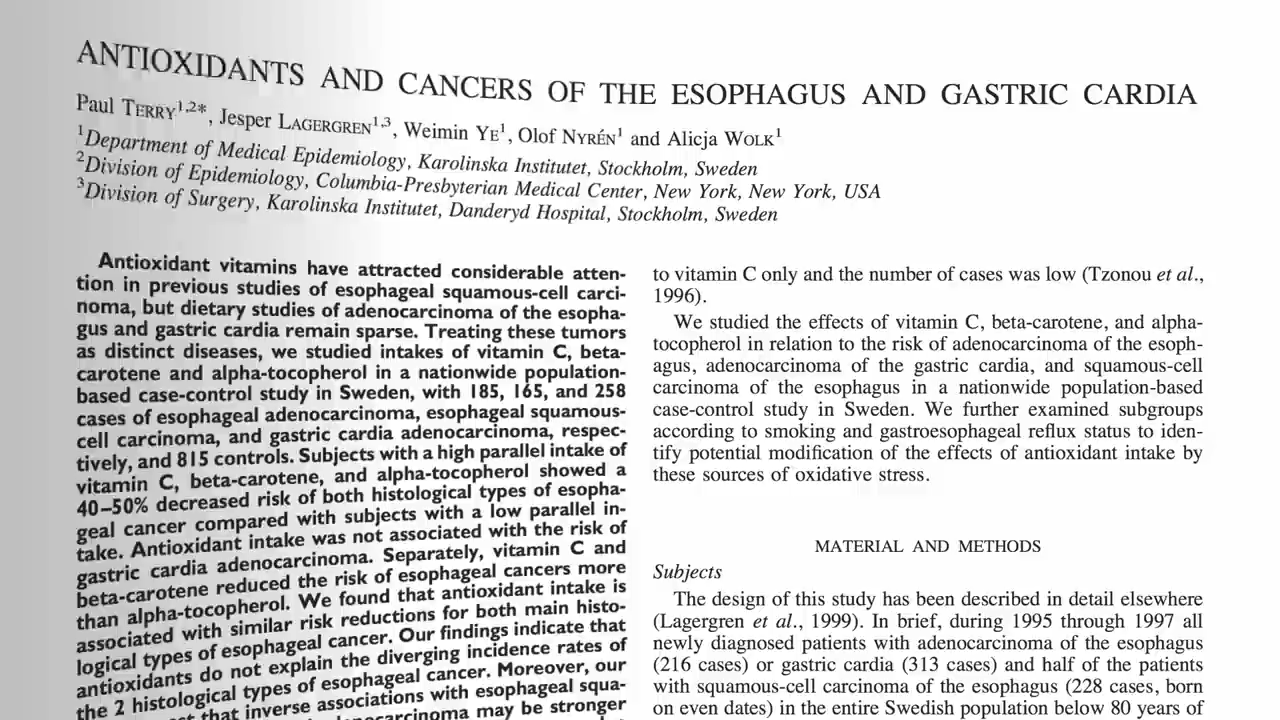 ANTIOXIDANTS AND CANCERS OF THE ESOPHAGUS AND GASTRIC CARDIA
Paul TERRY1,2*, Jesper LAGERGREN1,3, Weimin YE1, Olof NYRÉN1 and Alicja WOLK1
1Department of Medical Epidemiology, Karolinska Institutet, Stockholm, Sweden
2Division of Epidemiology, Columbia-Presbyterian Medical Center, New York, New York, USA
3Division of Surgery, Karolinska Institutet, Danderyd Hospital, Stockholm, Sweden
Antioxidant vitamins have attracted considerable atten-
tion in previous studies of esophageal squamous-cell carci-
noma, but dietary studies of adenocarcinoma of the esopha-
gus and gastric cardia remain sparse. Treating these tumors
as distinct diseases, we studied intakes of vitamin C, beta-
carotene and alpha-tocopherol in a nationwide population-
based case-control study in Sweden, with 185, 165, and 258
cases of esophageal adenocarcinoma, esophageal squamous-
cell carcinoma, and gastric cardia adenocarcinoma, respec-
tively, and 815 controls. Subjects with a high parallel intake of
vitamin C, beta-carotene, and alpha-tocopherol showed a
40–50% decreased risk of both histological types of esopha-
geal cancer compared with subjects with a low parallel in-
take. Antioxidant intake was not associated with the risk of
gastric cardia adenocarcinoma. Separately, vitamin C and
beta-carotene reduced the risk of esophageal cancers more
than alpha-tocopherol. We found that antioxidant intake is
associated with similar risk reductions for both main histo-
logical types of esophageal cancer. Our findings indicate that
antioxidants do not explain the diverging incidence rates of
the 2 histological types of esophageal cancer. Moreover, our
that inverse associations with esophageal squa-
may be stronger
to vitamin C only and the number of cases was low (Tzonou et al.,
1996).
We studied the effects of vitamin C, beta-carotene, and alpha-
tocopherol in relation to the risk of adenocarcinoma of the esoph-
agus, adenocarcinoma of the gastric cardia, and squamous-cell
carcinoma of the esophagus in a nationwide population-based
case-control study in Sweden. We further examined subgroups
according to smoking and gastroesophageal reflux status to iden-
tify potential modification of the effects of antioxidant intake by
these sources of oxidative stress.
MATERIAL AND METHODS
Subjects
The design of this study has been described in detail elsewhere
(Lagergren et al., 1999). In brief, during 1995 through 1997 all
newly diagnosed patients with adenocarcinoma of the esophagus
(216 cases) or gastric cardia (313 cases) and half of the patients
with squamous-cell carcinoma of the esophagus (228 cases, born
on even dates) in the entire Swedish population below 80 years of